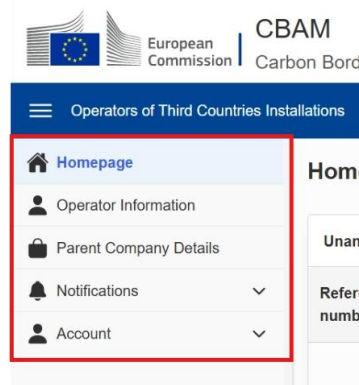 European
Commission
CBAM
Carbon Bord
Operators of Third Countries Installations
Homepage
Operator Information
Parent Company Details
Notifications
Account
Hom
Unan
Refer
numb